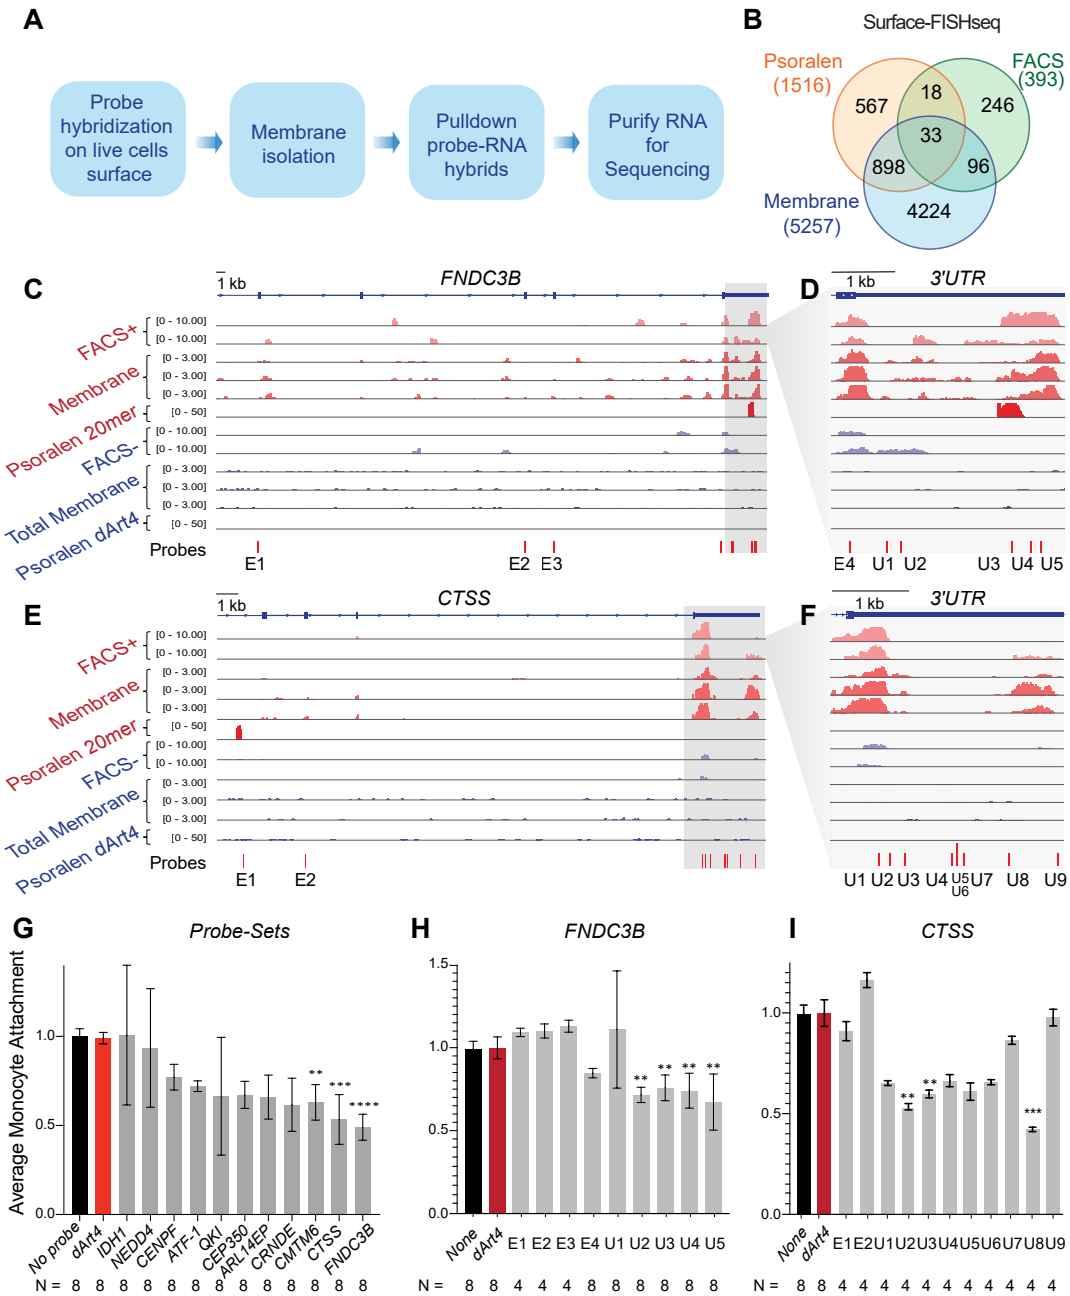 A
Probe
hybridization
on live cells
surface
Membrane
isolation
Pulldown
probe-RNA
hybrids
Purify RNA
for
Sequencing
B
Surface-FISHseq
Psoralen
(1516)
FACS
(393)
Membrane
(5257)
567
18
246
33
898
96
4224
C
1 kb
FNDC3B
FACS+
[0 - 10.00]
[0 - 10.00]
Membrane
[0 - 3.00]
[0 - 3.00]
[0 - 3.00]
Psoralen 20mer
[0 - 50]
FACS-
[0 - 10.00]
[0 - 10.00]
Total Membrane
[0 - 3.00]
[0 - 3.00]
[0 - 3.00]
Psoralen dArt4
[0 - 50]
Probes
E1
E2
E3
D
1 kb
3'UTR
E4
U1
U2
U3
U4
U5
E
1 kb
CTSS
FACS+
[0 - 10.00]
[0 - 10.00]
Membrane
[0 - 3.00]
[0 - 3.00]
[0 - 3.00]
Psoralen 20mer
[0 - 50]
FACS-
[0 - 10.00]
[0 - 10.00]
Total Membrane
[0 - 3.00]
[0 - 3.00]
[0 - 3.00]
Psoralen dArt4
[0 - 50]
Probes
E1
E2
F
1 kb
3'UTR
U1
U2
U3
U4
U5
U6
U7
U8
U9
G
Probe-Sets
Average Monocyte Attachment
1.0
0.5
0.0
**
***
****
No probe
dArt4
IDH1
NEDD4
CENPF
ATF-1
QKI
CEP350
ARL14EP
CRNDE
CMTM6
CTSS
FNDC3B
N = 8 8 8 8 8 8 8 8 8 8 8 8 8
H
FNDC3B
1.5
1.0
0.5
0.0
** ** ** **
None
dArt4
E1 E2 E3 E4 U1 U2 U3 U4 U5
N = 8 8 4 4 4 8 8 8 8 8 8
I
CTSS
1.0
0.5
0.0
**
**
***
None
dArt4
E1 E2 U1 U2 U3 U4 U5 U6 U7 U8 U9
N = 8 8 4 4 4 4 4 4 4 4 4 4 4